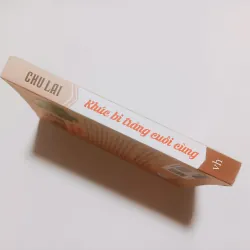 CHU LAI
Khúc bi tráng cuối cùng
vh